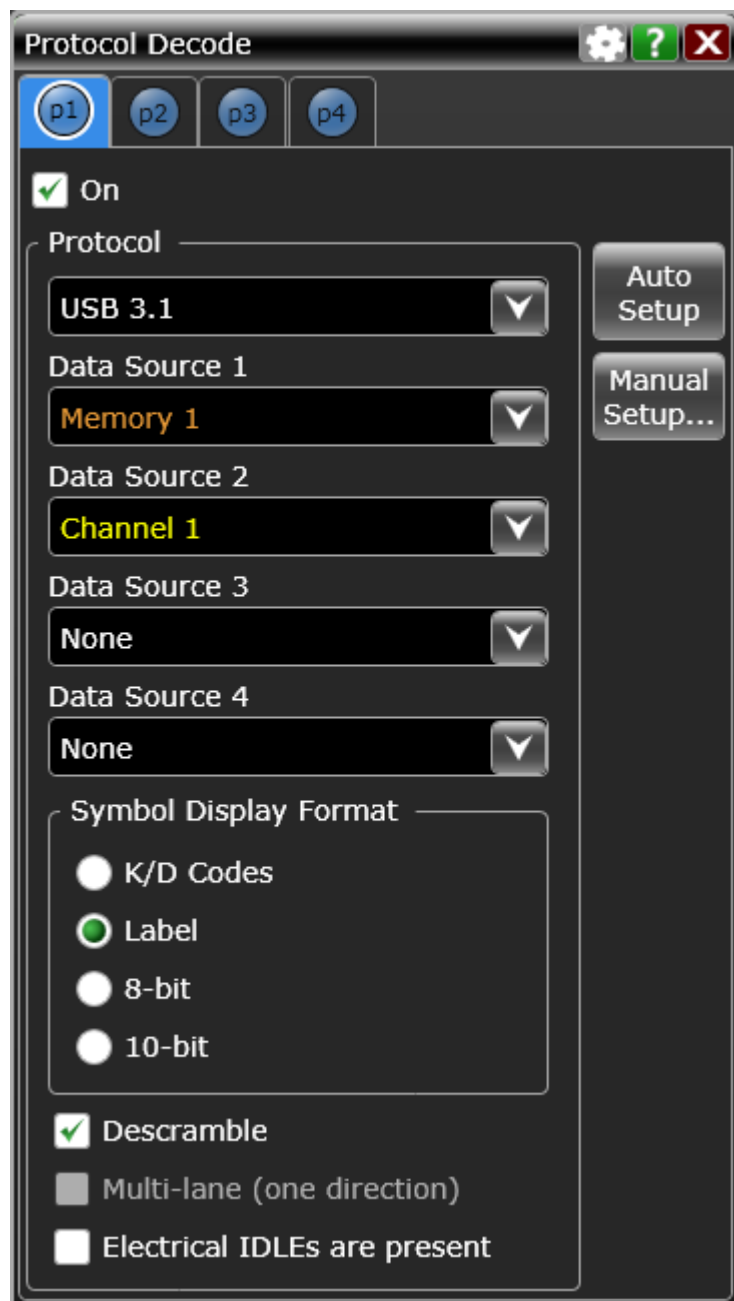 Protocol Decode
?
X
p1
p2
p3
p4
On
Protocol
USB 3.1
Auto
Setup
Data Source 1
Memory 1
Manual
Setup...
Data Source 2
Channel 1
Data Source 3
None
Data Source 4
None
Symbol Display Format
K/D Codes
Label
8-bit
10-bit
Descramble
Multi-lane (one direction)
Electrical IDLEs are present